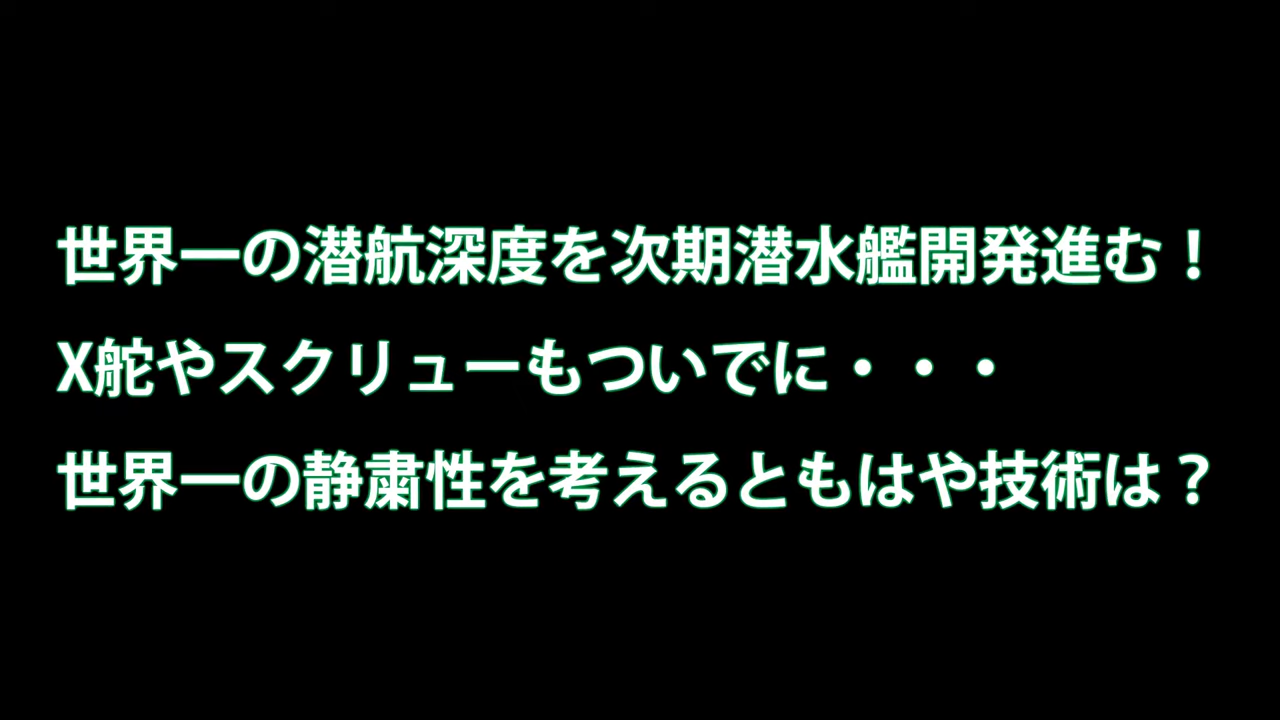 世界一の潜航深度を次期潜水艦開発進む！
X舵やスクリューもついでに・・・
世界一の静粛性を考えるともはや技術は？